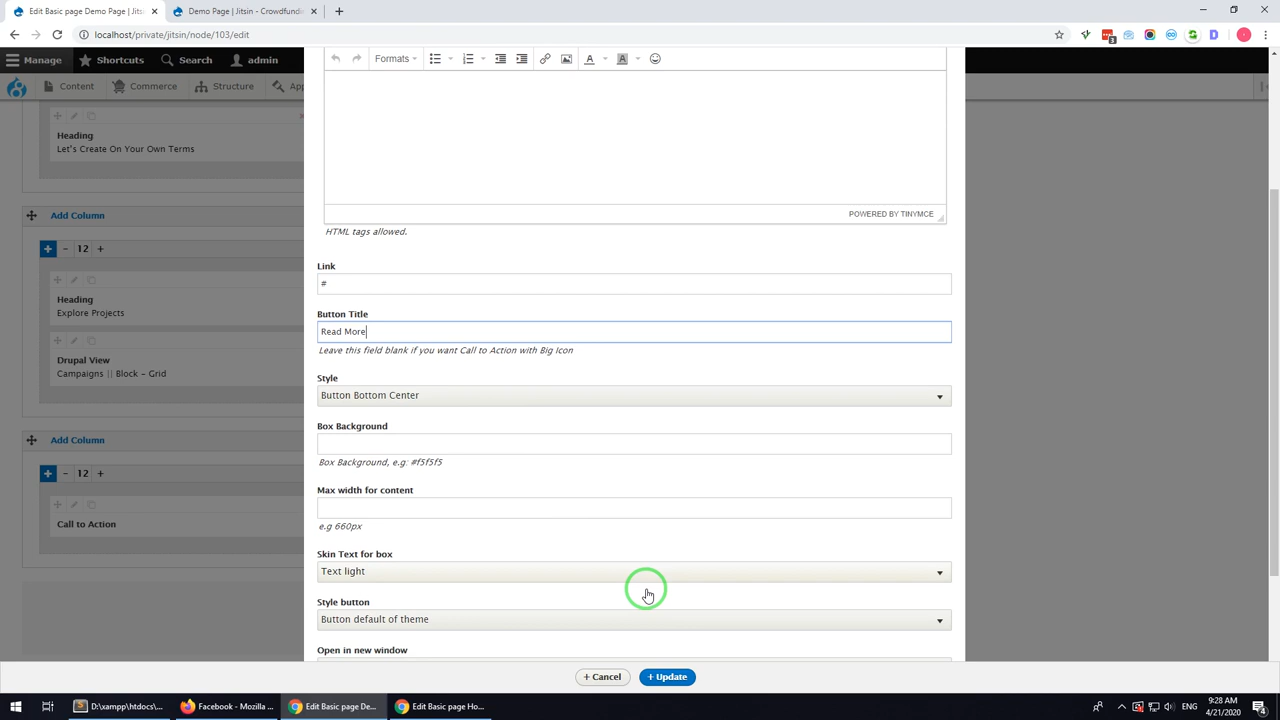 Edit Basic page Demo Page | Jits
Demo Page | Jitsin - Crowdfundin
localhost/private/jitsin/node/103/edit
3
Manage
Shortcuts
Search
admin
Content
Commerce
Structure
App
Formats
Heading
Let's Create On Your Own Terms
POWERED BY TINYMCE
HTML tags allowed.
Add Column
12
Heading
Explore Projects
Drupal View
Campaigns || Block - Grid
Add Column
12
Call to Action
Link
#
Button Title
Read More
Leave this field blank if you want Call to Action with Big Icon
Style
Button Bottom Center
Box Background
Box Background, e.g: #f5f5f5
Max width for content
e.g 660px
Skin Text for box
Text light
Style button
Button default of theme
Open in new window
+ Cancel
+ Update
D:\xampp\htdocs\...
Facebook - Mozilla ...
Edit Basic page De...
Edit Basic page Ho...
ENG
9:28 AM
4/21/2020
4